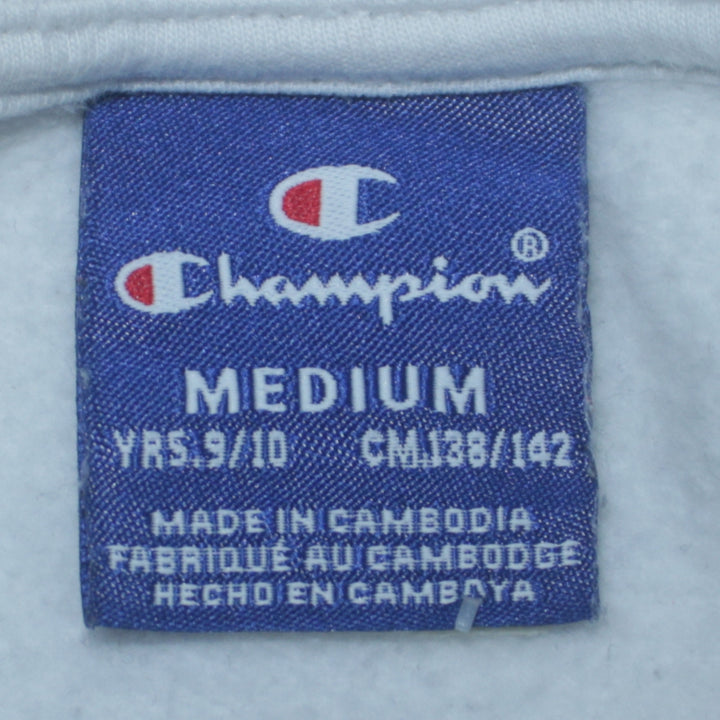 Champion®
MEDIUM
YRS.9/10 CM.138/142
MADE IN CAMBODIA
FABRIQUÉ AU CAMBODGE
HECHO EN CAMBOYA